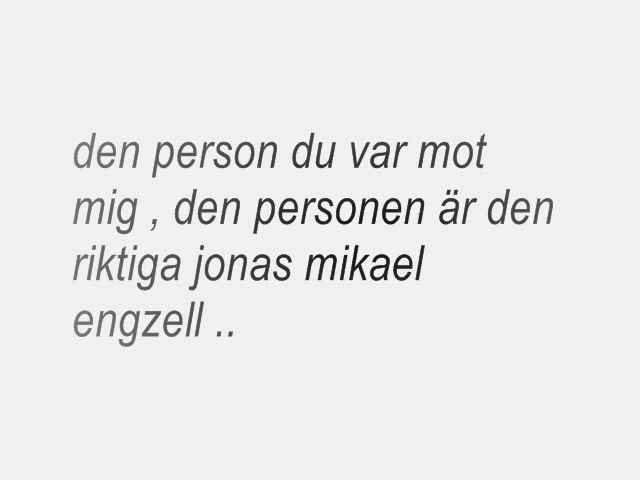 den person du var mot
mig , den personen är den
riktiga jonas mikael
engzell ..